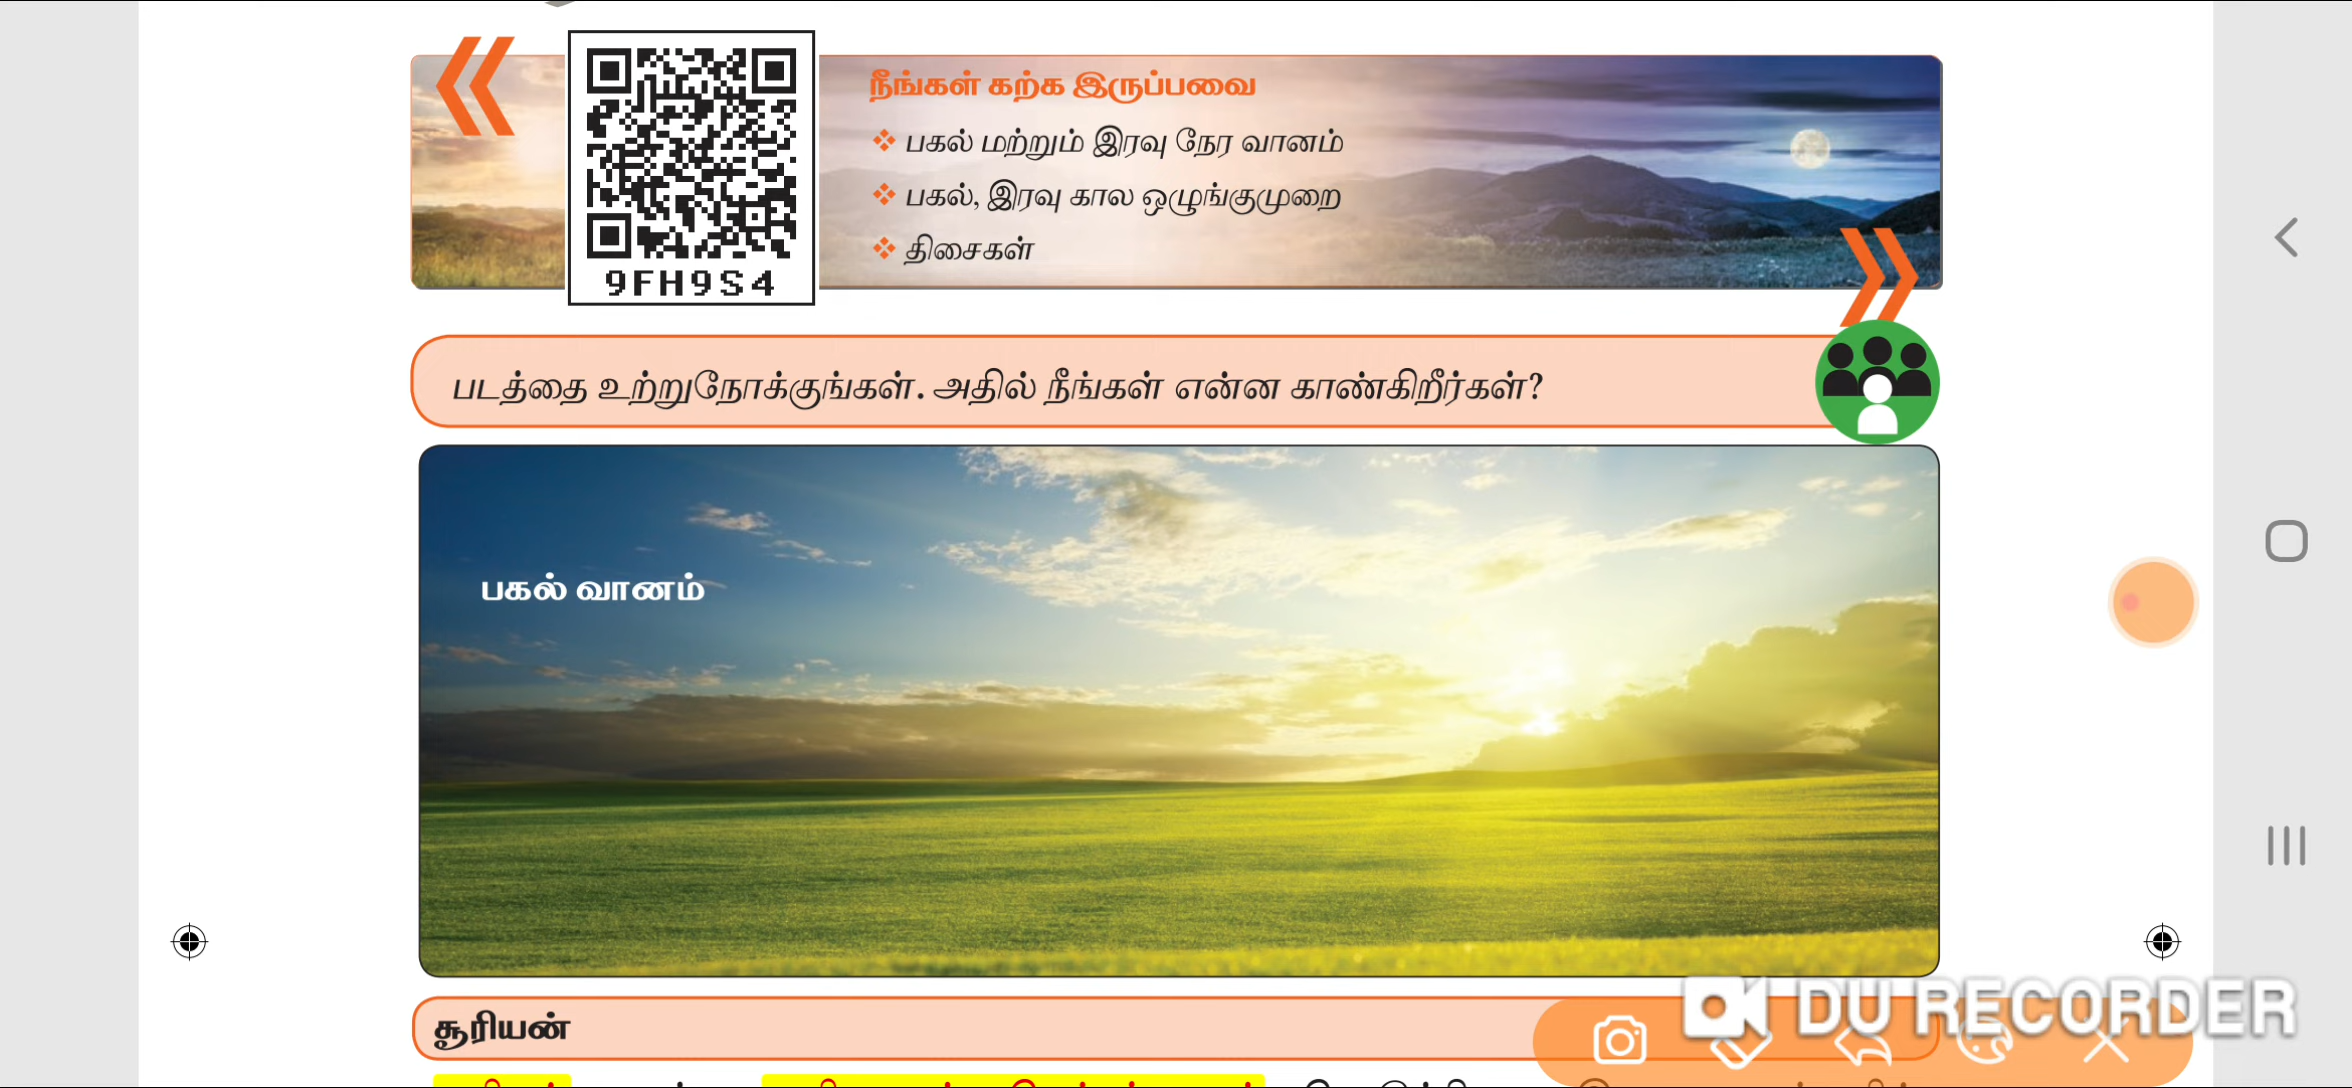 நீங்கள் கற்க இருப்பவை
பகல் மற்றும் இரவு நேர வானம்
பகல், இரவு கால ஒழுங்குமுறை
திசைகள்
9FH9S4
படத்தை உற்றுநோக்குங்கள். அதில் நீங்கள் என்ன காண்கிறீர்கள்?
பகல் வானம்
சூரியன்
DU RECORDER